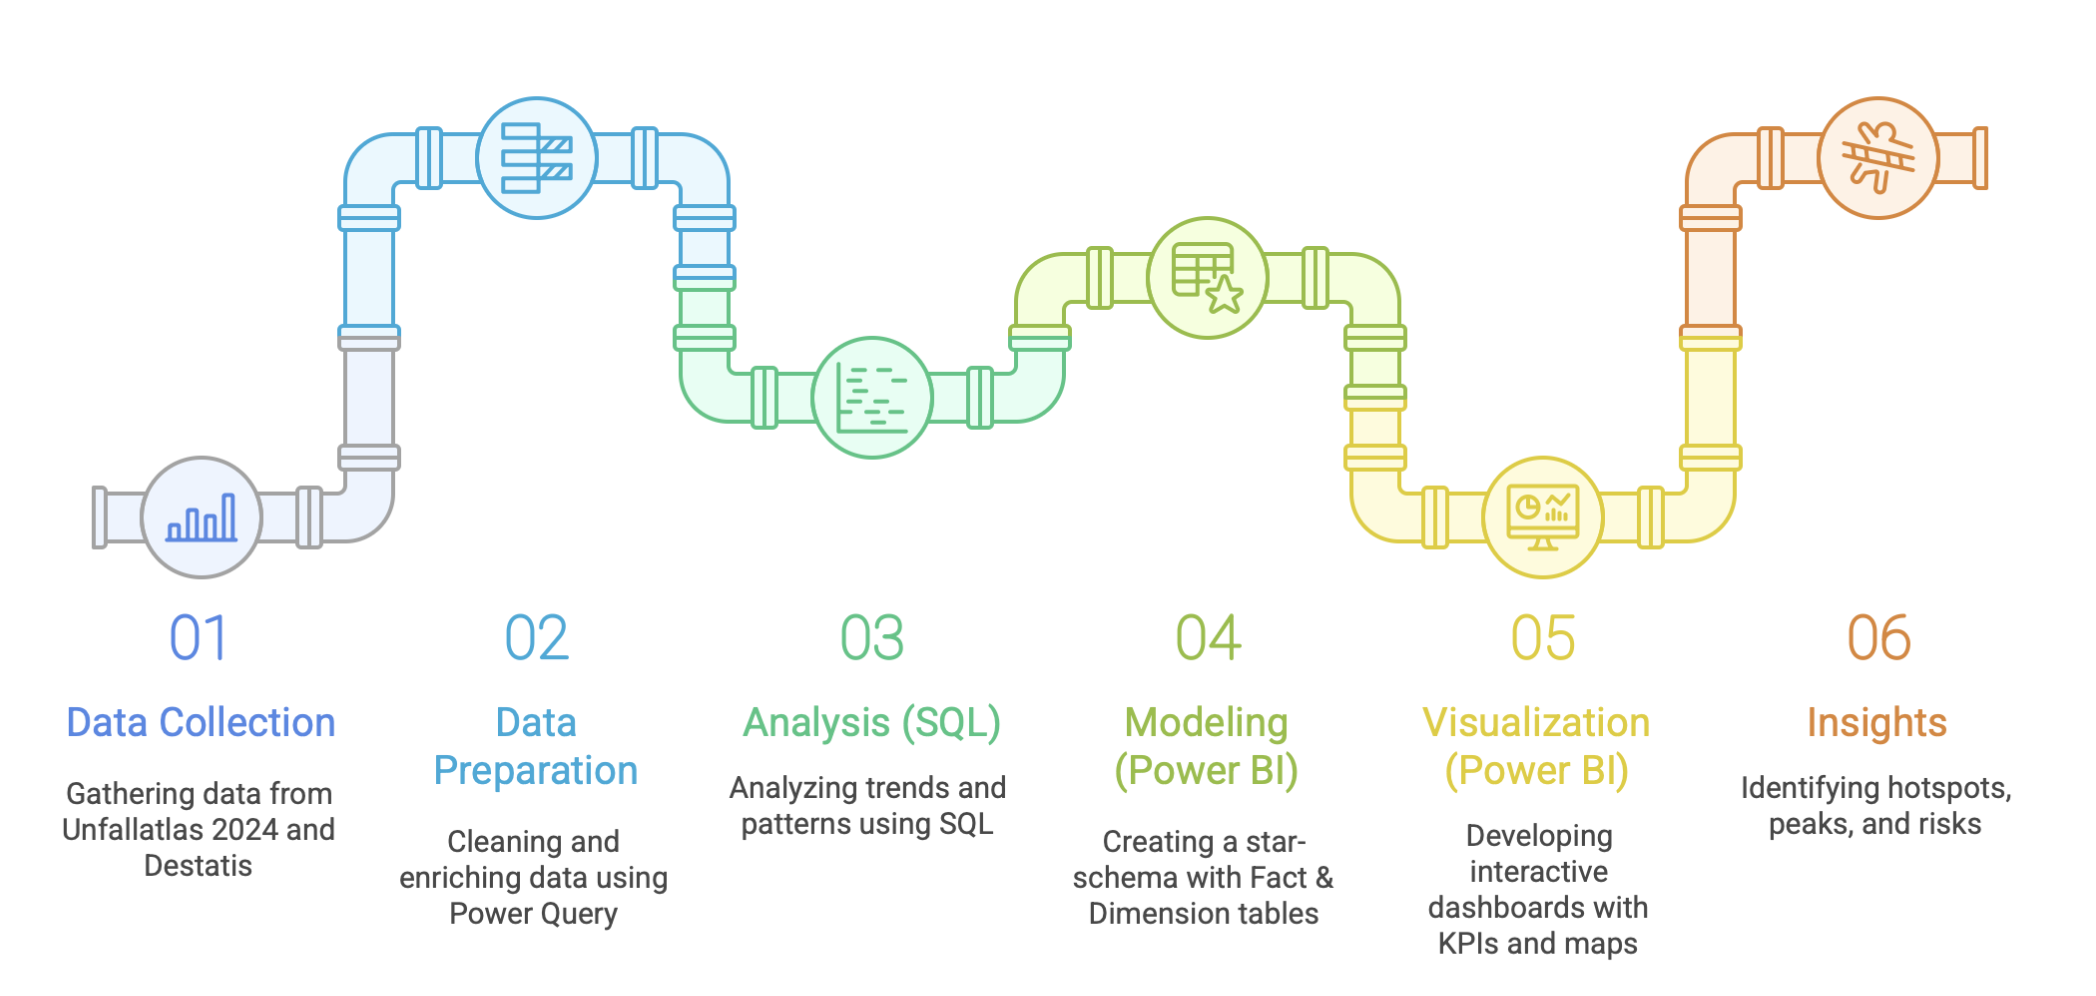 01
Data Collection
Gathering data from
Unfallatlas 2024 and
Destatis
02
Data
Preparation
Cleaning and
enriching data using
Power Query
03
Analysis (SQL)
Analyzing trends and
patterns using SQL
04
Modeling
(Power BI)
Creating a star-
schema with Fact &
Dimension tables
05
Visualization
(Power BI)
Developing
interactive
dashboards with
KPIs and maps
06
Insights
Identifying hotspots,
peaks, and risks